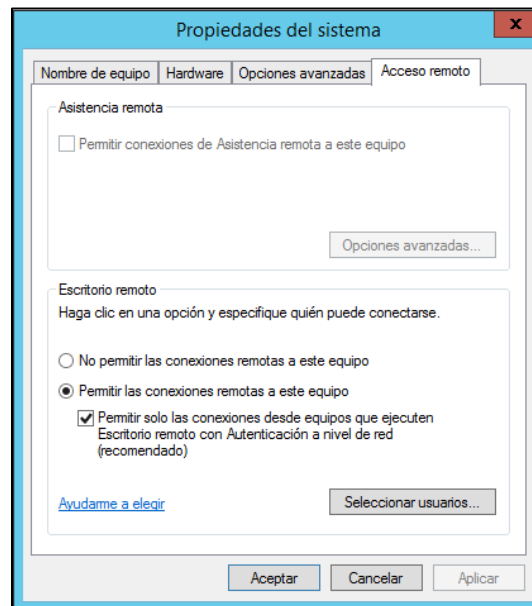 Propiedades del sistema
x
Nombre de equipo Hardware Opciones avanzadas Acceso remoto
Asistencia remota
Permitir conexiones de Asistencia remota a este equipo
Opciones avanzadas...
Escritorio remoto
Haga clic en una opción y especifique quién puede conectarse.
No permitir las conexiones remotas a este equipo
Permitir las conexiones remotas a este equipo
Permitir solo las conexiones desde equipos que ejecuten
Escritorio remoto con Autenticación a nivel de red
(recomendado)
Ayudarme a elegir
Seleccionar usuarios...
Aceptar Cancelar Aplicar